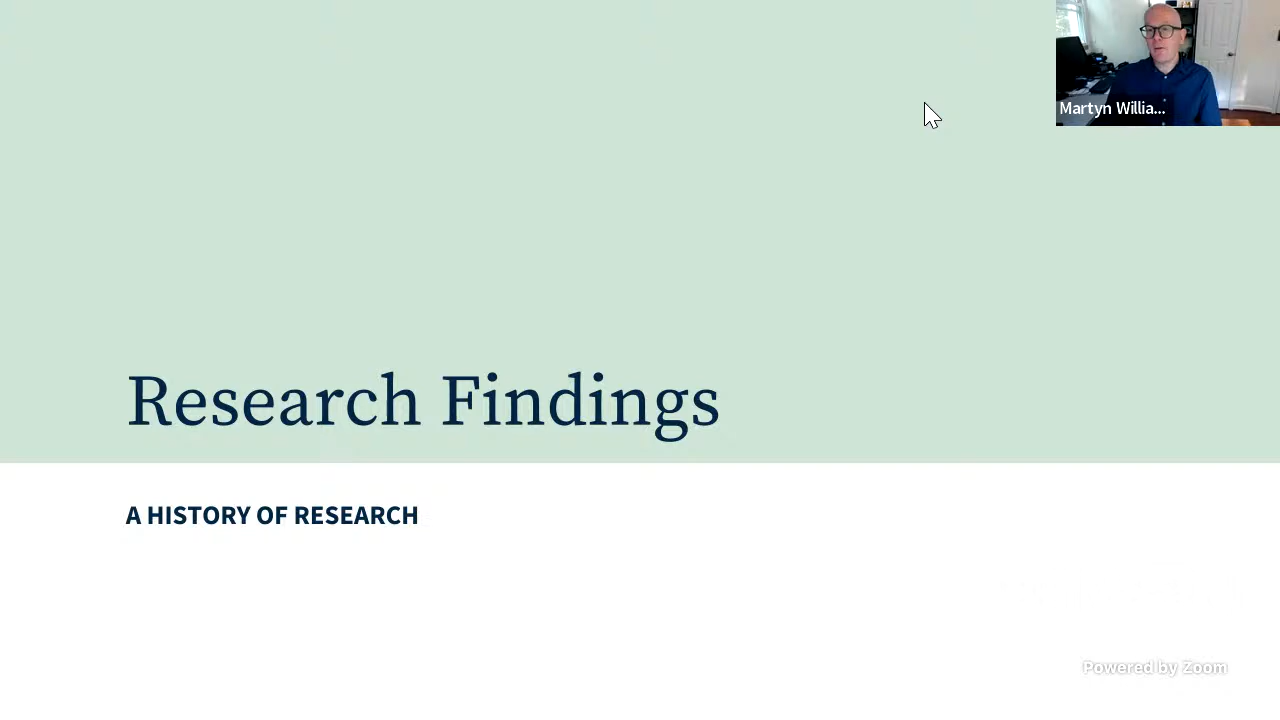 Martyn Willia...
Research Findings
A HISTORY OF RESEARCH
Powered by Zoom